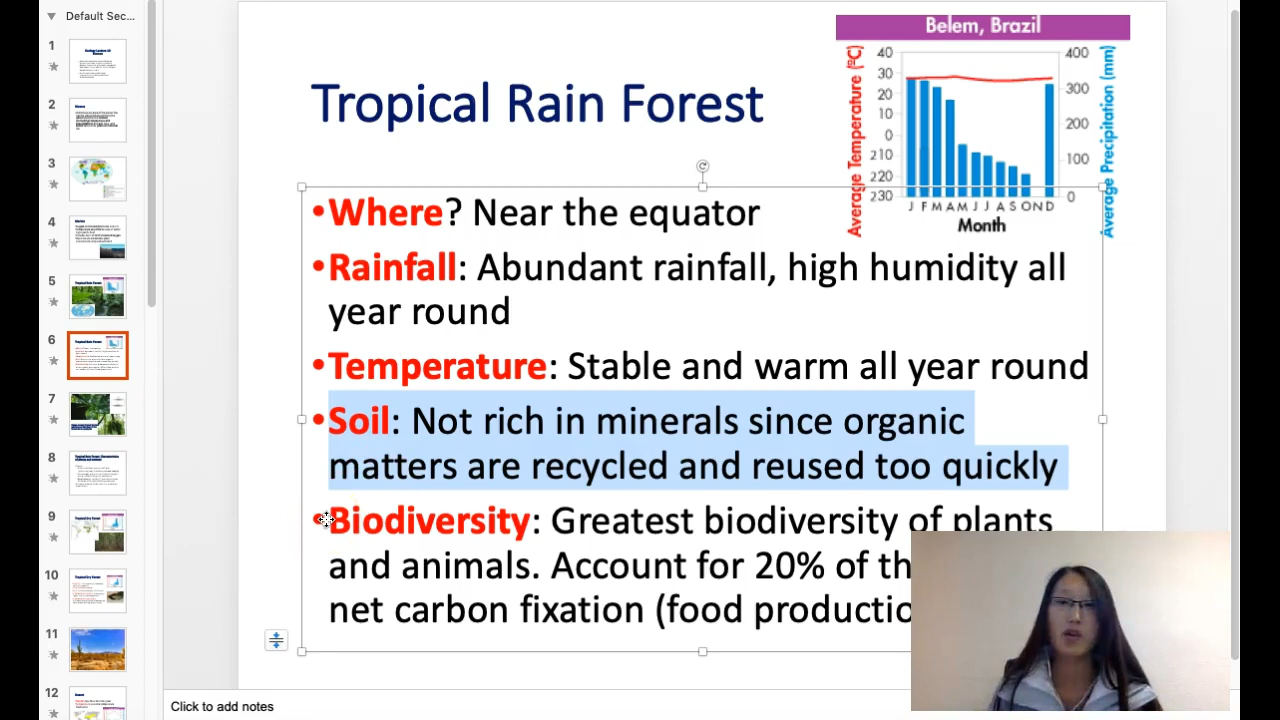 Default Sec...
1
2
3
4
5
6
7
8
9
10
11
12
Belem, Brazil
Tropical Rain Forest
Average Temperature (ºC)
40
30
20
10
0
210
220
230
400
300
200
100
0
Average Precipitation (mm)
J F M A M J J A S O N D
Month
•Where? Near the equator
•Rainfall: Abundant rainfall, high humidity all
year round
•Temperature: Stable and warm all year round
•Soil: Not rich in minerals since organic
matters are recycled and reused too quickly
•Biodiversity: Greatest biodiversity of plants
and animals. Account for 20% of
net carbon fixation (food
Click to add notes